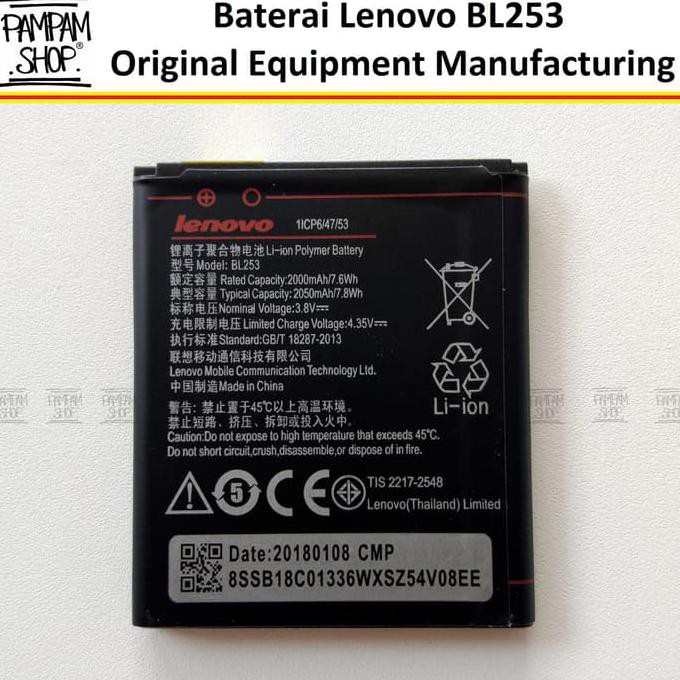 PAMPAM
SHOP
Baterai Lenovo BL253
Original Equipment Manufacturing
lenovo 1ICP6/47/53
锂离子聚合物电池 Li-ion Polymer Battery
型号 Model: BL253
额定容量 Rated Capacity:2000mAh/7.6Wh
典型容量 Typical Capacity:2050mAh/7.8Wh
标称电压 Nominal Voltage:3.8V⎓
充电限制电压 Limited Charge Voltage:4.35V⎓
执行标准Standard:GB/T 18287-2013
联想移动通信科技有限公司
Lenovo Mobile Communication Technology Ltd.
中国制造Made in China
Li-ion
警告: 禁止置于45℃以上高温环境。
禁止短路、挤压、拆卸或投入火中。
Caution:Do not expose to high temperature that exceeds 45℃.
Do not short circuit,crush,disassemble,or dispose of in fire.
5
CE
TIS 2217-2548
Lenovo(Thailand) Limited
Date:20180108 CMP
8SSB18C01336WXSZ54V08EE
PAMPAM
SHOP
PAMPAM
SHOP